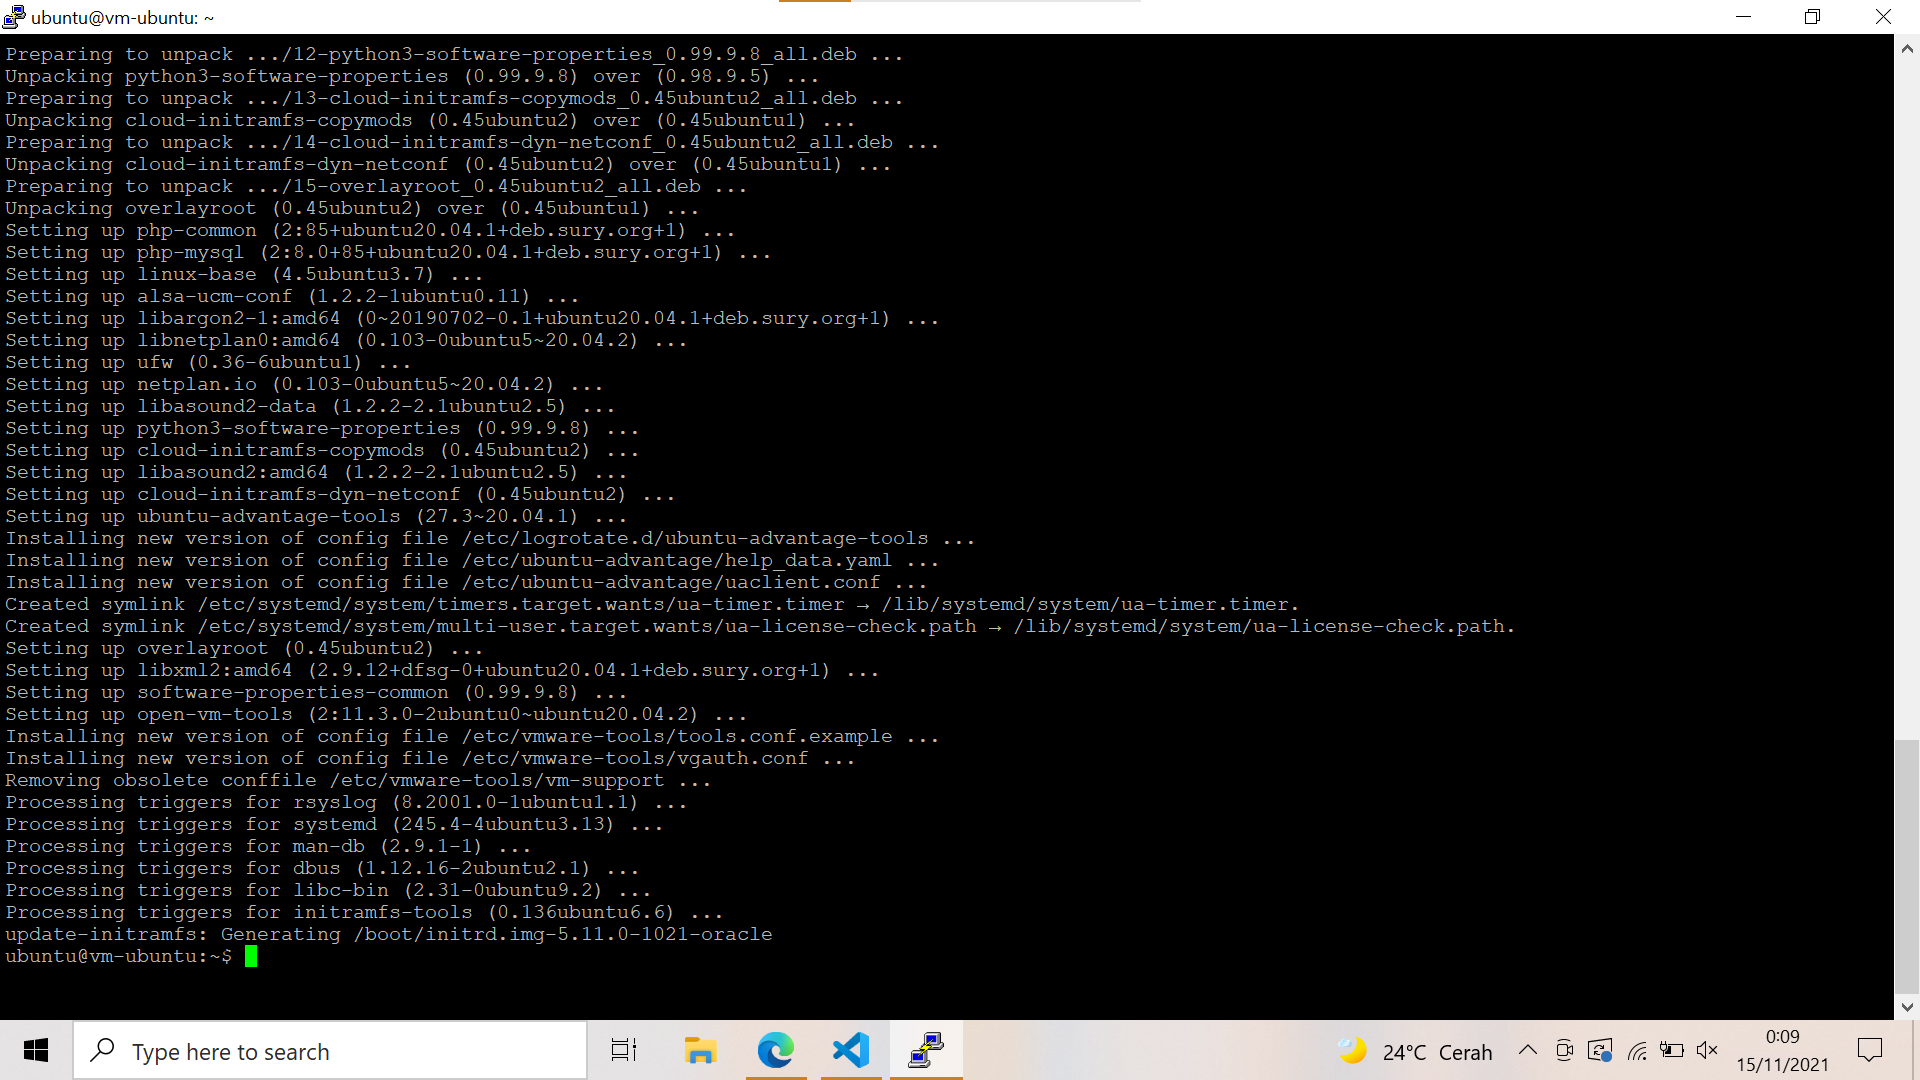 ubuntu@vm-ubuntu: ~
Preparing to unpack .../12-python3-software-properties_0.99.9.8_all.deb ...
Unpacking python3-software-properties (0.99.9.8) over (0.98.9.5) ...
Preparing to unpack .../13-cloud-initramfs-copymods_0.45ubuntu2_all.deb ...
Unpacking cloud-initramfs-copymods (0.45ubuntu2) over (0.45ubuntu1) ...
Preparing to unpack .../14-cloud-initramfs-dyn-netconf_0.45ubuntu2_all.deb ...
Unpacking cloud-initramfs-dyn-netconf (0.45ubuntu2) over (0.45ubuntu1) ...
Preparing to unpack .../15-overlayroot_0.45ubuntu2_all.deb ...
Unpacking overlayroot (0.45ubuntu2) over (0.45ubuntu1) ...
Setting up php-common (2:85+ubuntu20.04.1+deb.sury.org+1) ...
Setting up php-mysql (2:8.0+85+ubuntu20.04.1+deb.sury.org+1) ...
Setting up linux-base (4.5ubuntu3.7) ...
Setting up alsa-ucm-conf (1.2.2-1ubuntu0.11) ...
Setting up libargon2-1:amd64 (0~20190702-0.1+ubuntu20.04.1+deb.sury.org+1) ...
Setting up libnetplan0:amd64 (0.103-0ubuntu5~20.04.2) ...
Setting up ufw (0.36-6ubuntu1) ...
Setting up netplan.io (0.103-0ubuntu5~20.04.2) ...
Setting up libasound2-data (1.2.2-2.1ubuntu2.5) ...
Setting up python3-software-properties (0.99.9.8) ...
Setting up cloud-initramfs-copymods (0.45ubuntu2) ...
Setting up libasound2:amd64 (1.2.2-2.1ubuntu2.5) ...
Setting up cloud-initramfs-dyn-netconf (0.45ubuntu2) ...
Setting up ubuntu-advantage-tools (27.3~20.04.1) ...
Installing new version of config file /etc/logrotate.d/ubuntu-advantage-tools ...
Installing new version of config file /etc/ubuntu-advantage/help_data.yaml ...
Installing new version of config file /etc/ubuntu-advantage/uaclient.conf ...
Created symlink /etc/systemd/system/timers.target.wants/ua-timer.timer → /lib/systemd/system/ua-timer.timer.
Created symlink /etc/systemd/system/multi-user.target.wants/ua-license-check.path → /lib/systemd/system/ua-license-check.path.
Setting up overlayroot (0.45ubuntu2) ...
Setting up libxml2:amd64 (2.9.12+dfsg-0+ubuntu20.04.1+deb.sury.org+1) ...
Setting up software-properties-common (0.99.9.8) ...
Setting up open-vm-tools (2:11.3.0-2ubuntu0~ubuntu20.04.2) ...
Installing new version of config file /etc/vmware-tools/tools.conf.example ...
Installing new version of config file /etc/vmware-tools/vgauth.conf ...
Removing obsolete conffile /etc/vmware-tools/vm-support ...
Processing triggers for rsyslog (8.2001.0-1ubuntu1.1) ...
Processing triggers for systemd (245.4-4ubuntu3.13) ...
Processing triggers for man-db (2.9.1-1) ...
Processing triggers for dbus (1.12.16-2ubuntu2.1) ...
Processing triggers for libc-bin (2.31-0ubuntu9.2) ...
Processing triggers for initramfs-tools (0.136ubuntu6.6) ...
update-initramfs: Generating /boot/initrd.img-5.11.0-1021-oracle
ubuntu@vm-ubuntu:~$
Type here to search
24°C Cerah
0:09
15/11/2021